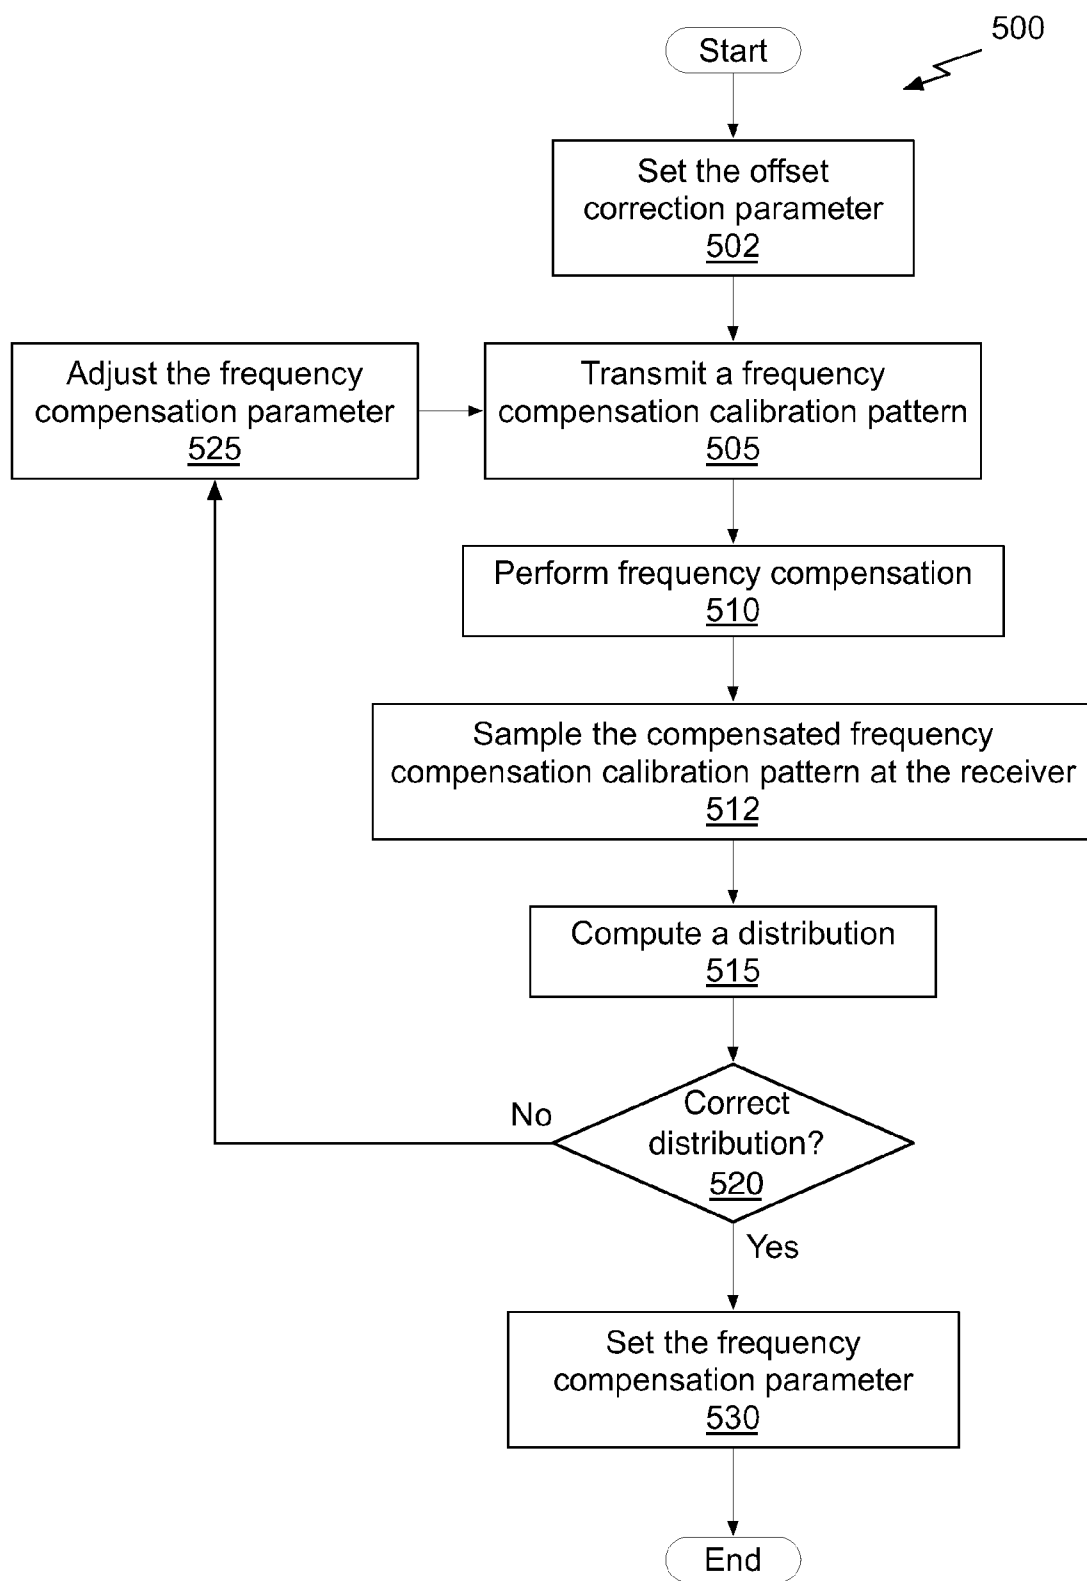 500
Start
Set the offset
correction parameter
502
Adjust the frequency
compensation parameter
525
Transmit a frequency
compensation calibration pattern
505
Perform frequency compensation
510
Sample the compensated frequency
compensation calibration pattern at the receiver
512
Compute a distribution
515
No
Correct
distribution?
520
Yes
Set the frequency
compensation parameter
530
End